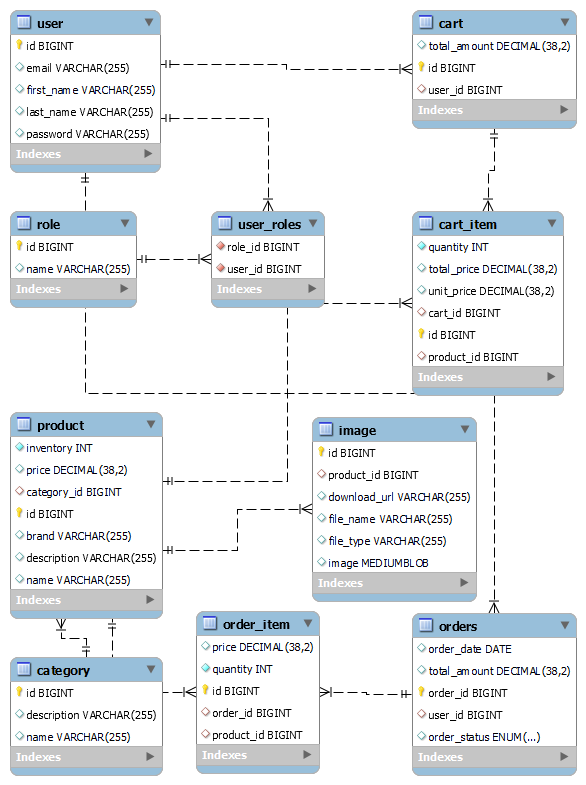 user
id BIGINT
email VARCHAR(255)
first_name VARCHAR(255)
last_name VARCHAR(255)
password VARCHAR(255)
Indexes
cart
total_amount DECIMAL(38,2)
id BIGINT
user_id BIGINT
Indexes
role
id BIGINT
name VARCHAR(255)
Indexes
user_roles
role_id BIGINT
user_id BIGINT
Indexes
cart_item
quantity INT
total_price DECIMAL(38,2)
unit_price DECIMAL(38,2)
cart_id BIGINT
id BIGINT
product_id BIGINT
Indexes
product
inventory INT
price DECIMAL(38,2)
category_id BIGINT
id BIGINT
brand VARCHAR(255)
description VARCHAR(255)
name VARCHAR(255)
Indexes
image
id BIGINT
product_id BIGINT
download_url VARCHAR(255)
file_name VARCHAR(255)
file_type VARCHAR(255)
image MEDIUMBLOB
Indexes
category
id BIGINT
description VARCHAR(255)
name VARCHAR(255)
Indexes
order_item
price DECIMAL(38,2)
quantity INT
id BIGINT
order_id BIGINT
product_id BIGINT
Indexes
orders
order_date DATE
total_amount DECIMAL(38,2)
order_id BIGINT
user_id BIGINT
order_status ENUM(...)
Indexes